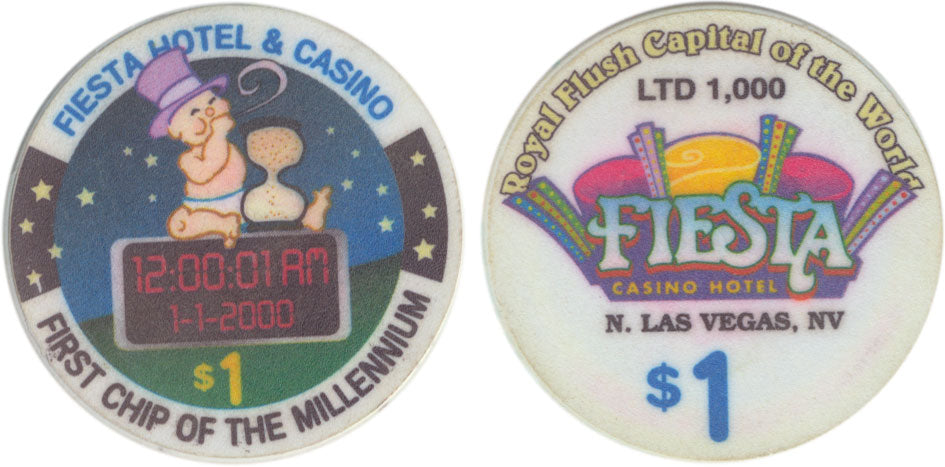 FIESTA HOTEL & CASINO
12:00:01 AM
1-1-2000
$1
FIRST CHIP OF THE MILLENNIUM
Royal Flush Capital of the World
LTD 1,000
FIESTA
CASINO HOTEL
N. LAS VEGAS, NV
$1